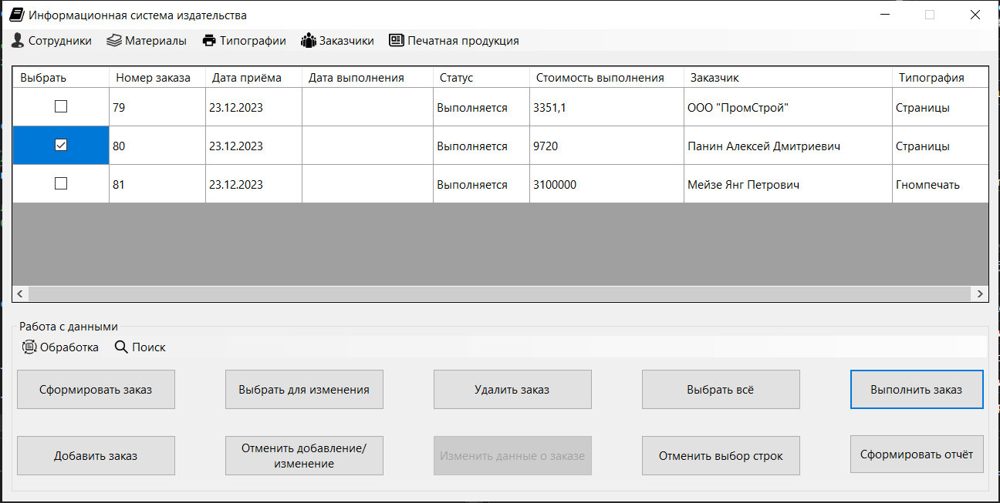 Информационная система издательства
Сотрудники Материалы Типографии Заказчики Печатная продукция
Выбрать Номер заказа Дата приёма Дата выполнения Статус Стоимость выполнения Заказчик Типография
79 23.12.2023 Выполняется 3351,1 ООО "ПромСтрой" Страницы
80 23.12.2023 Выполняется 9720 Панин Алексей Дмитриевич Страницы
81 23.12.2023 Выполняется 3100000 Мейзе Янг Петрович Гномпечать
Работа с данными
Обработка Поиск
Сформировать заказ Выбрать для изменения Удалить заказ Выбрать всё Выполнить заказ
Добавить заказ Отменить добавление/
изменение Изменить данные о заказе Отменить выбор строк Сформировать отчёт